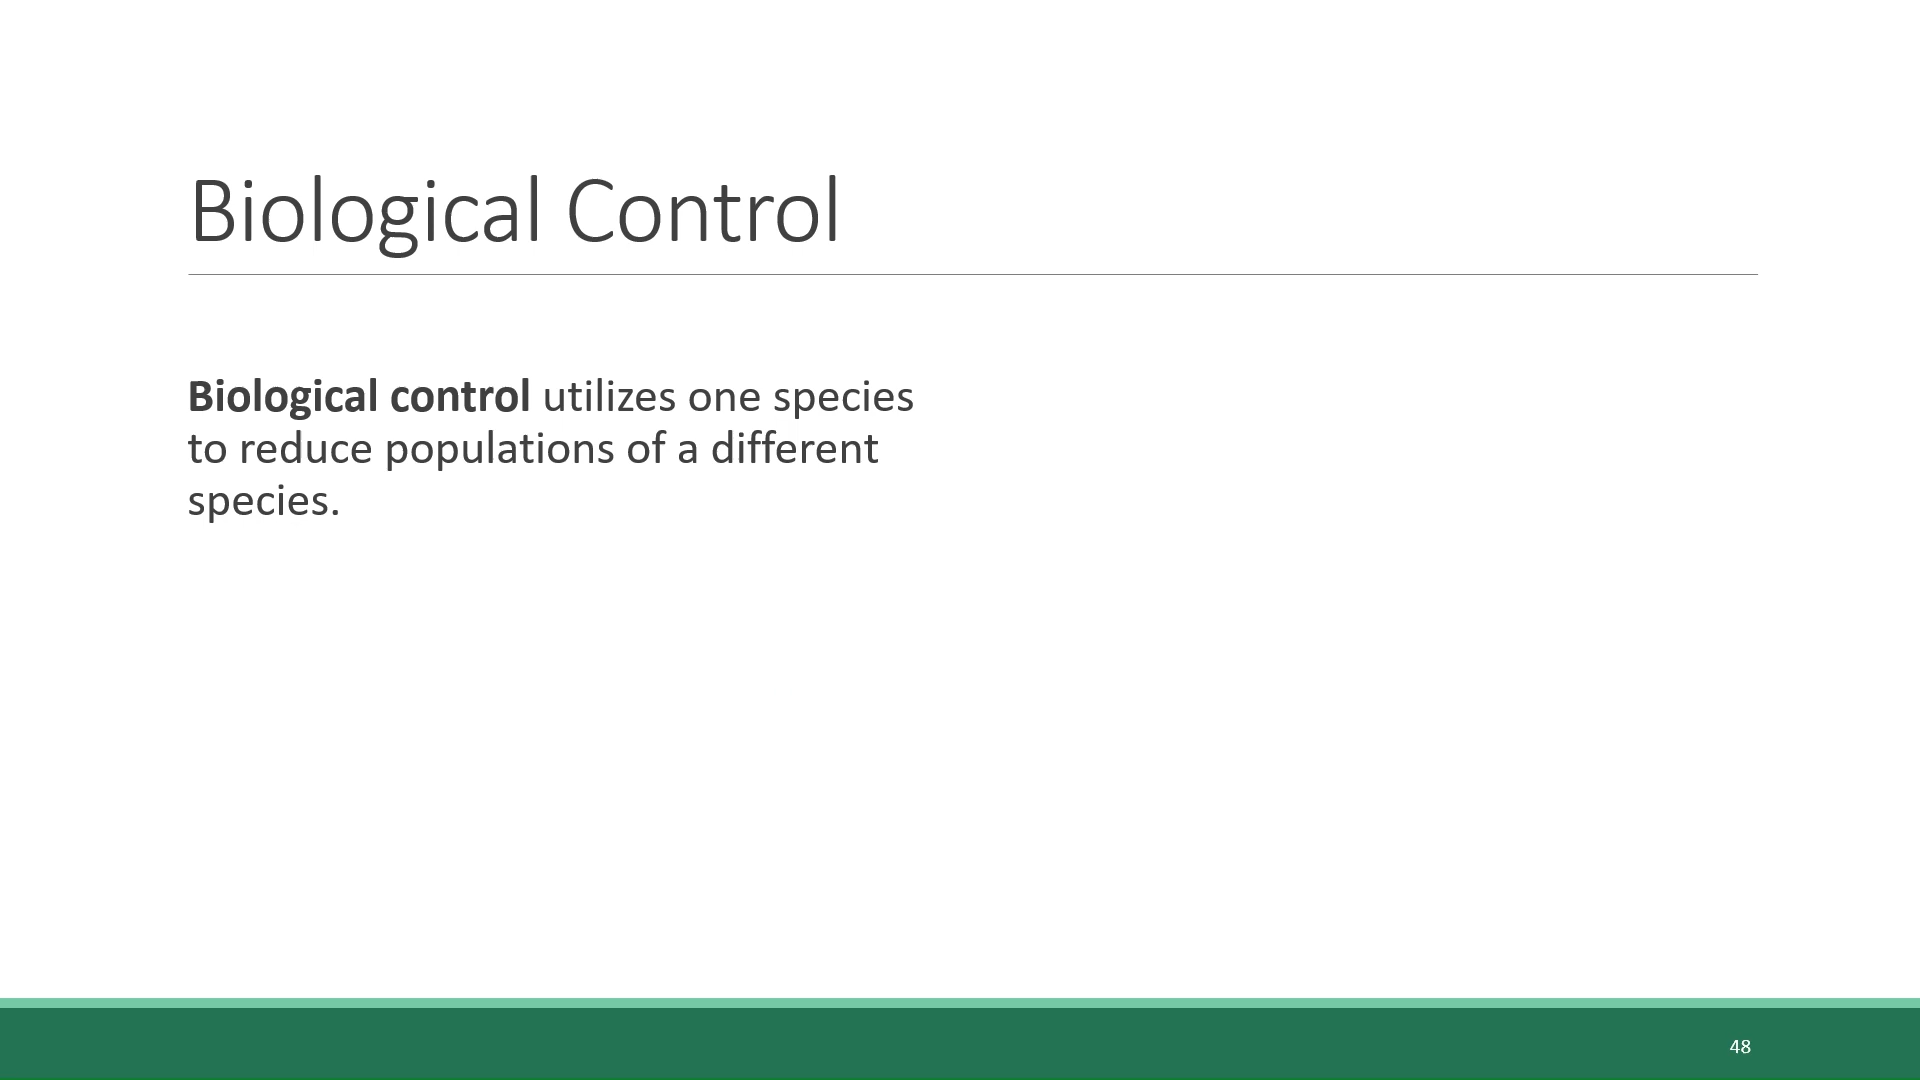 Biological Control
Biological control utilizes one species
to reduce populations of a different
species.
48